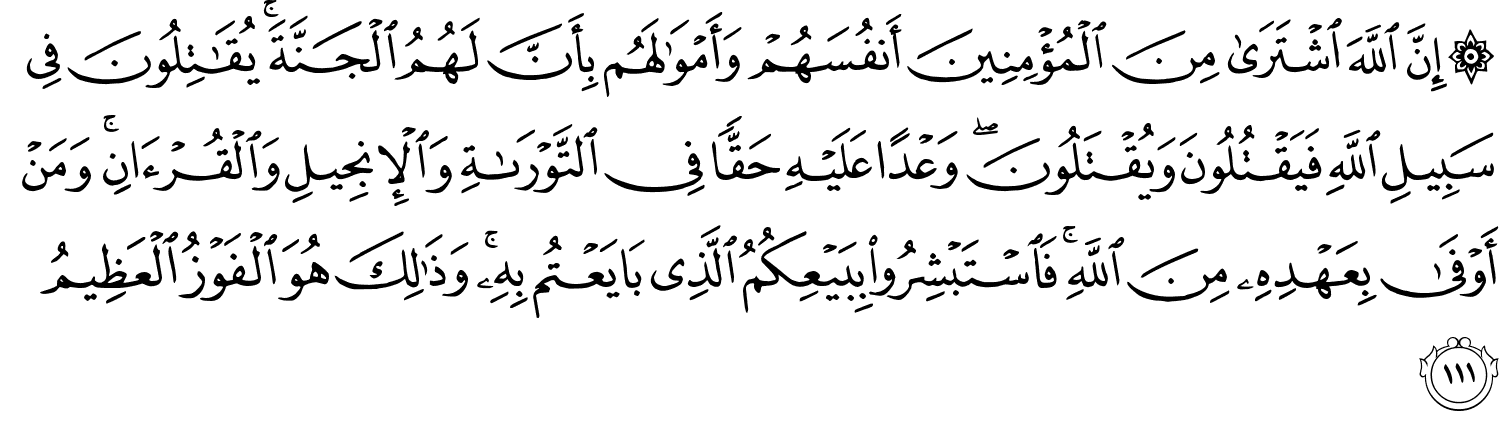 ۞ إِنَّ ٱللَّهَ ٱشْتَرَىٰ مِنَ ٱلْمُؤْمِنِينَ أَنفُسَهُمْ وَأَمْوَٰلَهُم بِأَنَّ لَهُمُ ٱلْجَنَّةَ ۚ يُقَـٰتِلُونَ فِى
سَبِيلِ ٱللَّهِ فَيَقْتُلُونَ وَيُقْتَلُونَ ۖ وَعْدًا عَلَيْهِ حَقًّا فِى ٱلتَّوْرَىٰةِ وَٱلْإِنجِيلِ وَٱلْقُرْءَانِ ۚ وَمَنْ
أَوْفَىٰ بِعَهْدِهِۦ مِنَ ٱللَّهِ ۚ فَٱسْتَبْشِرُوا۟ بِبَيْعِكُمُ ٱلَّذِى بَايَعْتُم بِهِۦ ۚ وَذَٰلِكَ هُوَ ٱلْفَوْزُ ٱلْعَظِيمُ
١١١